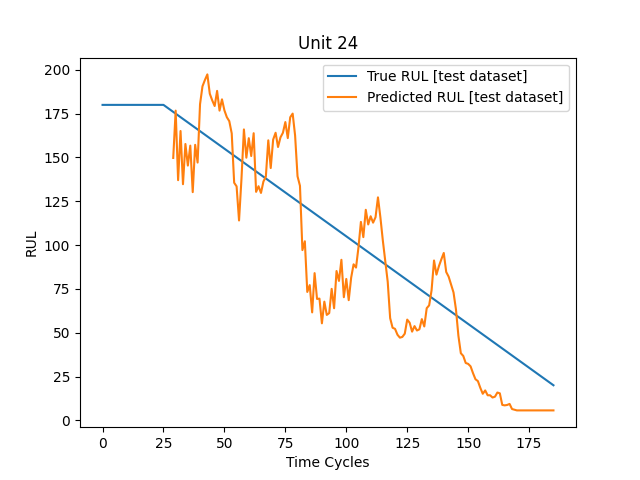 Unit 24
True RUL [test dataset]
Predicted RUL [test dataset]
RUL
200
175
150
125
100
75
50
25
0
0 25 50 75 100 125 150 175
Time Cycles